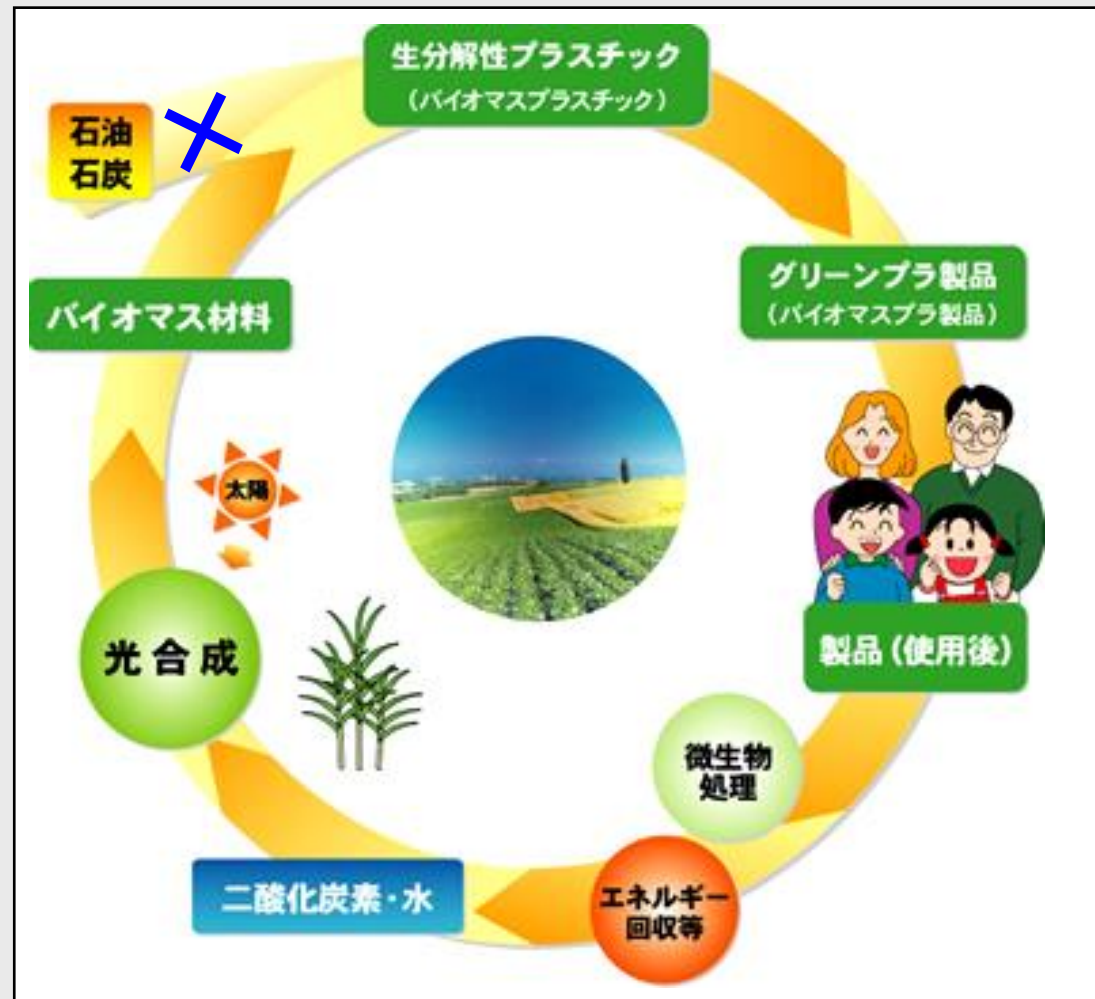 生分解性プラスチック
（バイオマスプラスチック）
石油
石炭
グリーンプラ製品
（バイオマスプラ製品）
バイオマス材料
太陽
光合成
製品（使用後）
微生物
処理
エネルギー
回収等
二酸化炭素・水